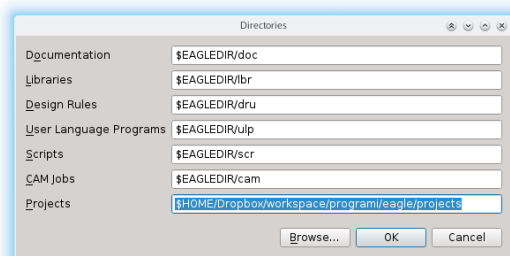 Directories
Documentation $EAGLEDIR/doc
Libraries $EAGLEDIR/lbr
Design Rules $EAGLEDIR/dru
User Language Programs $EAGLEDIR/ulp
Scripts $EAGLEDIR/scr
CAM Jobs $EAGLEDIR/cam
Projects $HOME/Dropbox/workspace/programi/eagle/projects
Browse... OK Cancel